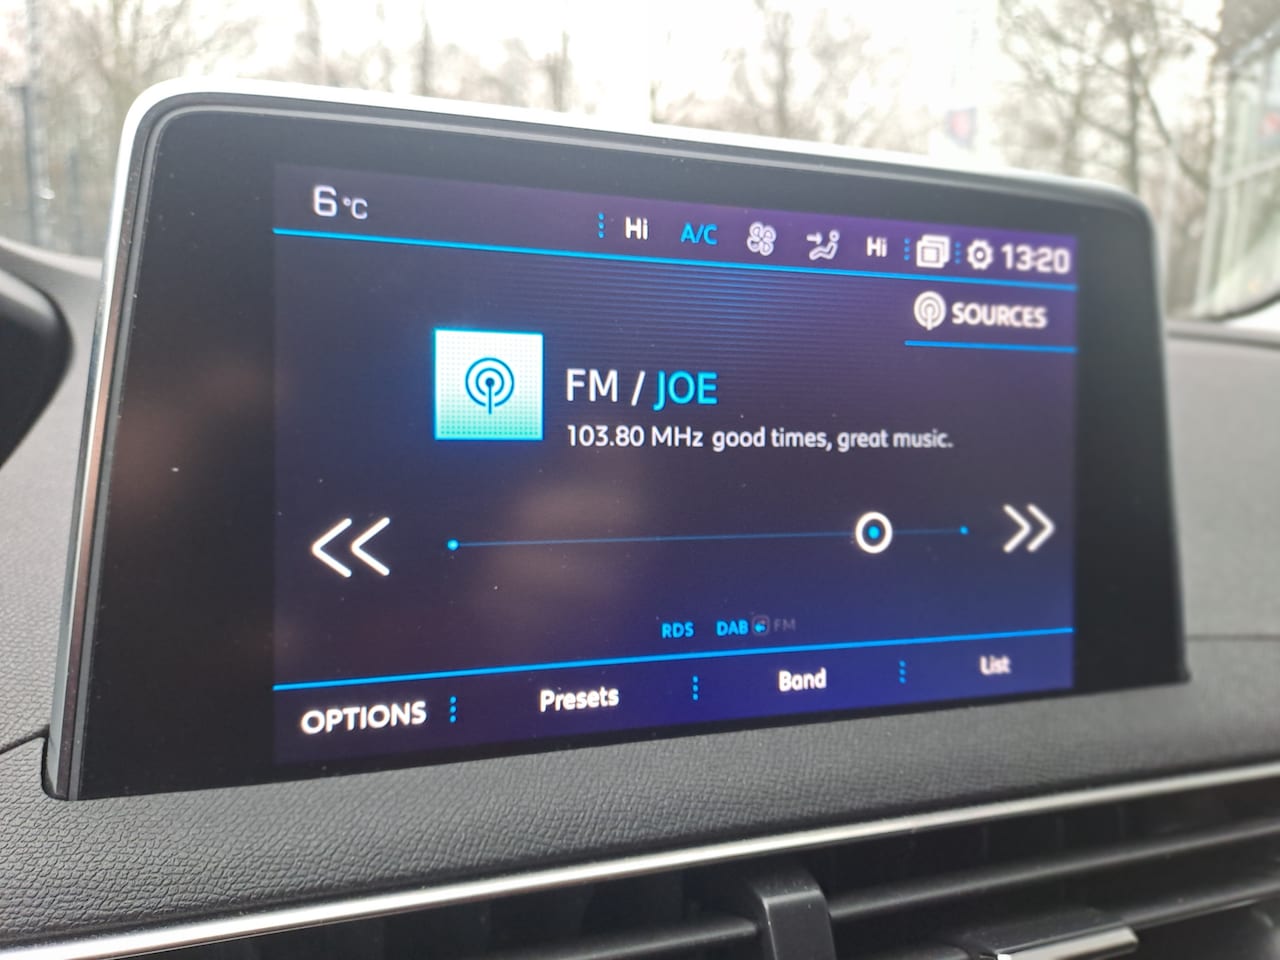 6 °C Hi A/C Hi 13:20
SOURCES
FM / JOE
103.80 MHz good times, great music.
RDS DAB FM
OPTIONS Presets Band List